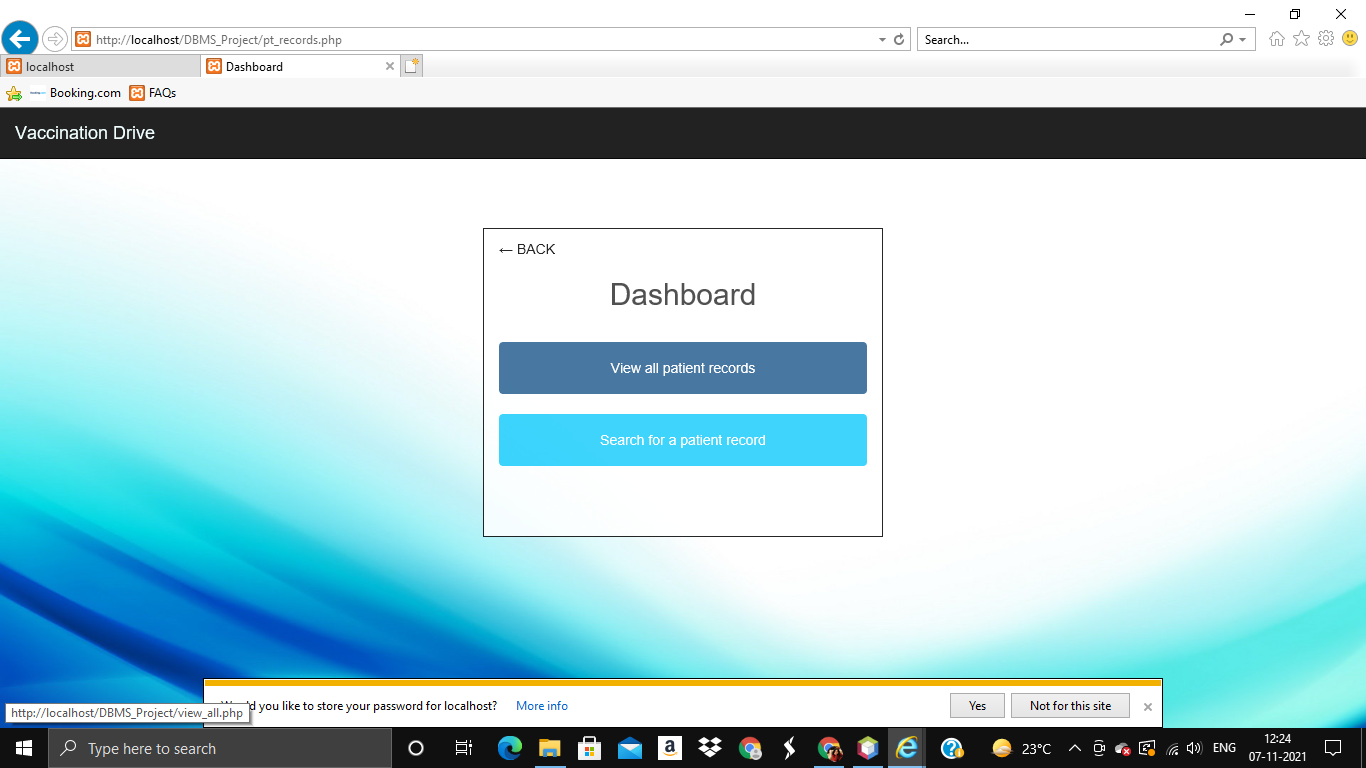 http://localhost/DBMS_Project/pt_records.php
Search...
localhost
Dashboard
Booking.com
FAQs
Vaccination Drive
← BACK
Dashboard
View all patient records
Search for a patient record
you like to store your password for localhost?
More info
Yes
Not for this site
http://localhost/DBMS_Project/view_all.php
Type here to search
23°C
ENG
12:24
07-11-2021